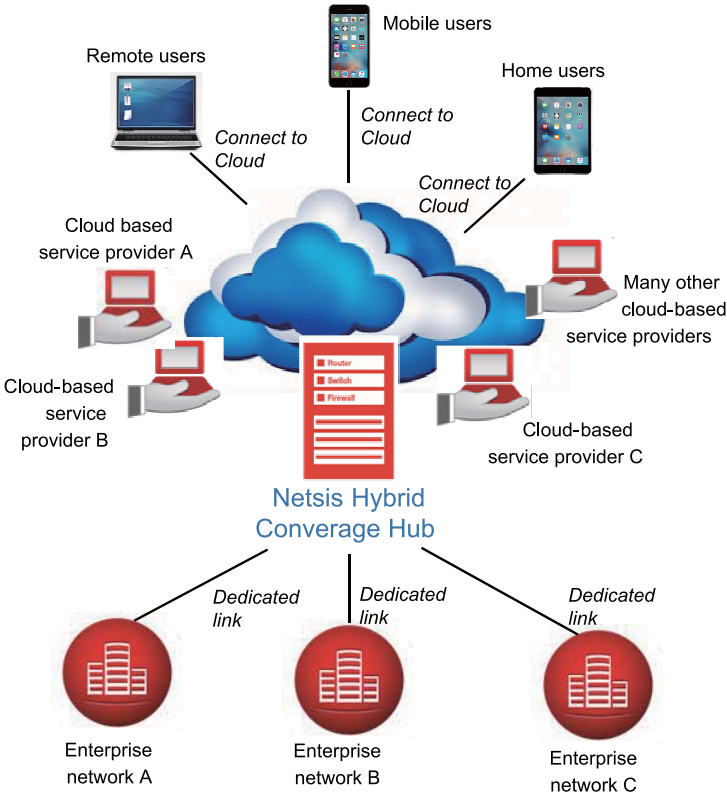 Mobile users
Remote users
Home users
Connect to
Cloud
Connect to
Cloud
Connect to
Cloud
Cloud based
service provider A
Many other
cloud-based
service providers
Router
Switch
Firewall
Cloud-based
service
provider B
Cloud-based
service provider C
Netsis Hybrid
Converage Hub
Dedicated
link
Dedicated
link
Dedicated
link
Enterprise
network A
Enterprise
network B
Enterprise
network C